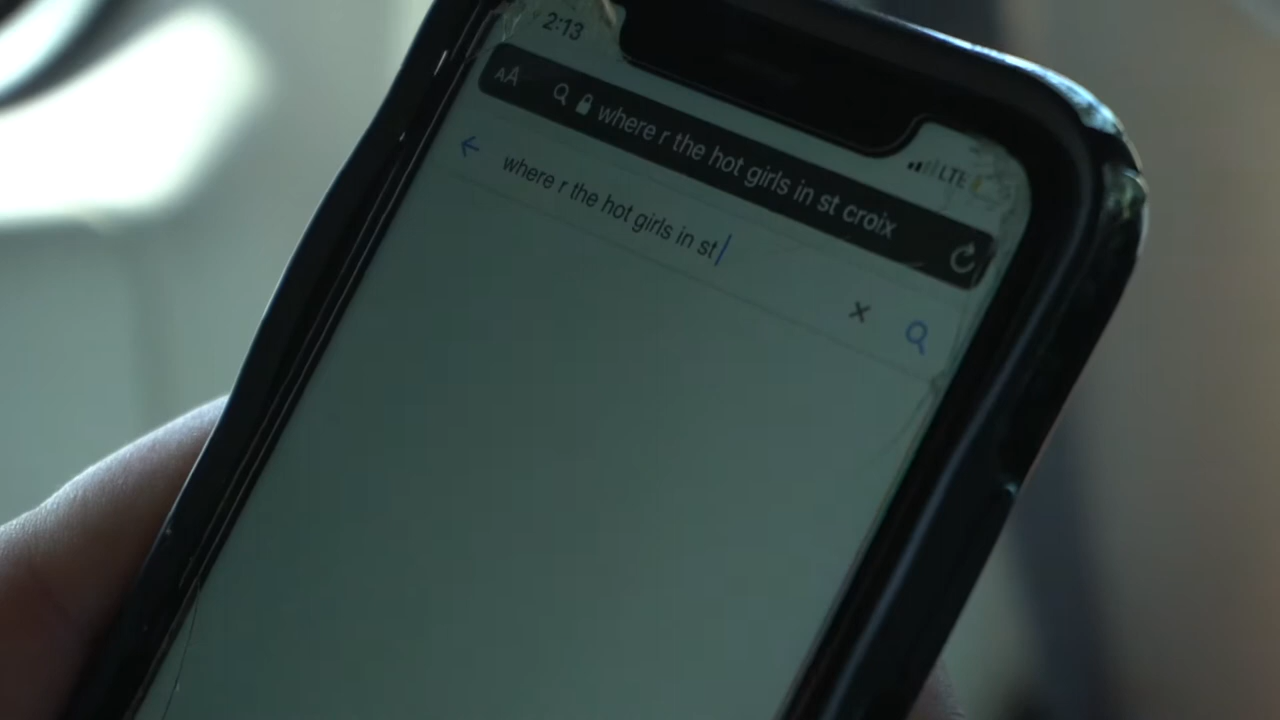 2:13
LTE
AA where r the hot girls in st croix
where r the hot girls in st